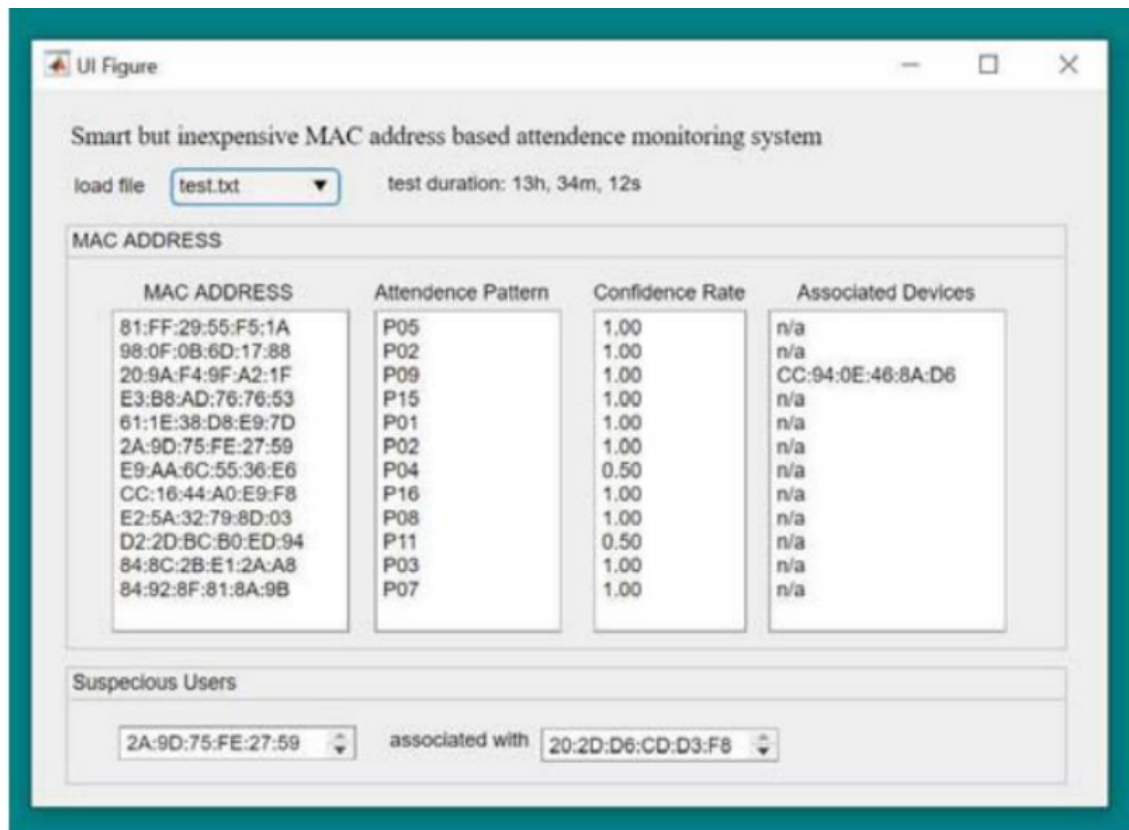 UI Figure
Smart but inexpensive MAC address based attendence monitoring system
load file test.txt test duration: 13h, 34m, 12s
MAC ADDRESS
MAC ADDRESS Attendence Pattern Confidence Rate Associated Devices
81:FF:29:55:F5:1A P05 1.00 n/a
98:0F:0B:6D:17:88 P02 1.00 n/a
20:9A:F4:9F:A2:1F P09 1.00 CC:94:0E:46:8A:D6
E3:B8:AD:76:76:53 P15 1.00 n/a
61:1E:38:D8:E9:7D P01 1.00 n/a
2A:9D:75:FE:27:59 P02 1.00 n/a
E9:AA:6C:55:36:E6 P04 0.50 n/a
CC:16:44:A0:E9:F8 P16 1.00 n/a
E2:5A:32:79:8D:03 P08 1.00 n/a
D2:2D:BC:B0:ED:94 P11 0.50 n/a
84:8C:2B:E1:2A:A8 P03 1.00 n/a
84:92:8F:81:8A:9B P07 1.00 n/a
Suspecious Users
2A:9D:75:FE:27:59 associated with 20:2D:D6:CD:D3:F8